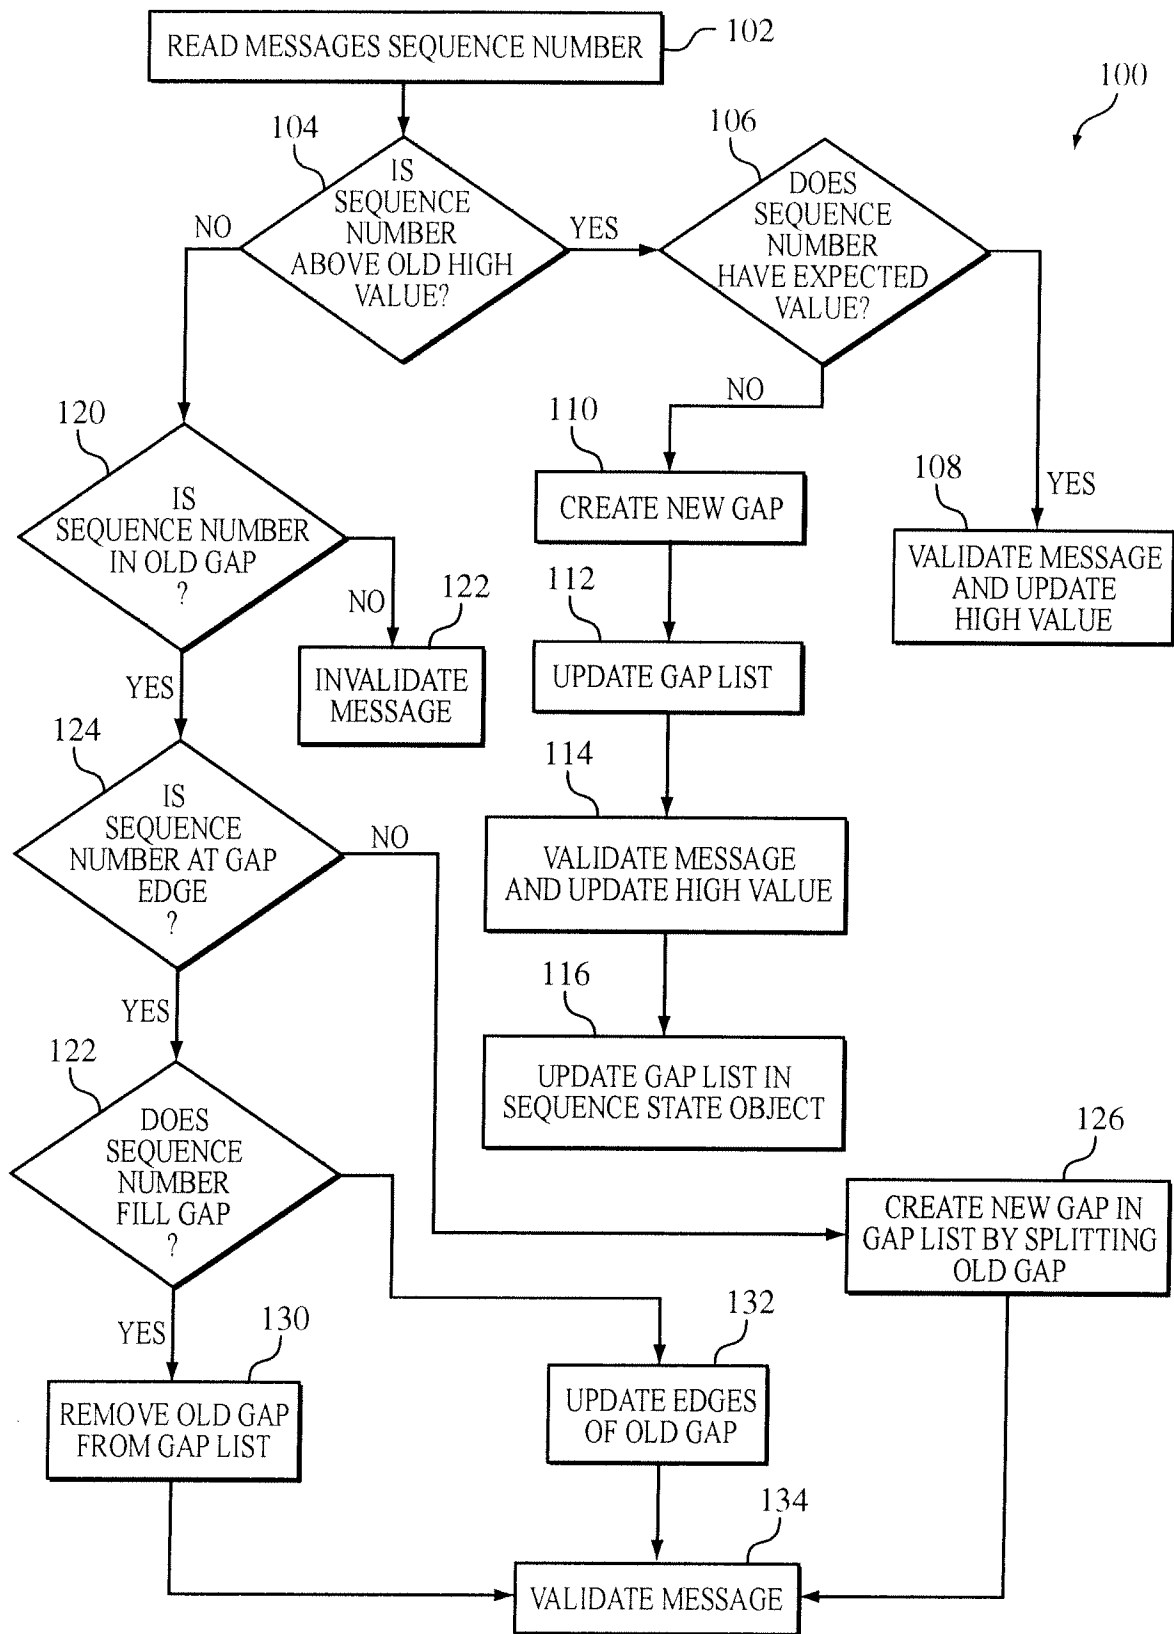 READ MESSAGES SEQUENCE NUMBER
102
100
104
IS
SEQUENCE
NUMBER
ABOVE OLD HIGH
VALUE?
NO
YES
106
DOES
SEQUENCE
NUMBER
HAVE EXPECTED
VALUE?
NO
YES
108
VALIDATE MESSAGE
AND UPDATE
HIGH VALUE
110
CREATE NEW GAP
112
UPDATE GAP LIST
114
VALIDATE MESSAGE
AND UPDATE HIGH VALUE
116
UPDATE GAP LIST IN
SEQUENCE STATE OBJECT
120
IS
SEQUENCE NUMBER
IN OLD GAP
?
NO
122
INVALIDATE
MESSAGE
YES
124
IS
SEQUENCE
NUMBER AT GAP
EDGE
?
NO
YES
122
DOES
SEQUENCE
NUMBER
FILL GAP
?
126
CREATE NEW GAP IN
GAP LIST BY SPLITTING
OLD GAP
YES
130
REMOVE OLD GAP
FROM GAP LIST
132
UPDATE EDGES
OF OLD GAP
134
VALIDATE MESSAGE